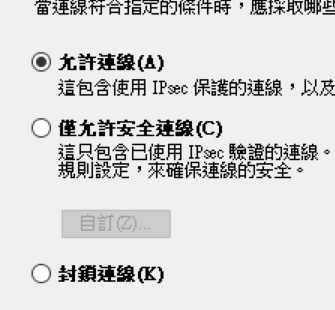 當連線符合指定的條件時，應採取哪些
允許連線(A)
這包含使用 IPsec 保護的連線，以及
僅允許安全連線(C)
這只包含已使用 IPsec 驗證的連線。
規則設定，來確保連線的安全。
自訂(Z)...
封鎖連線(K)